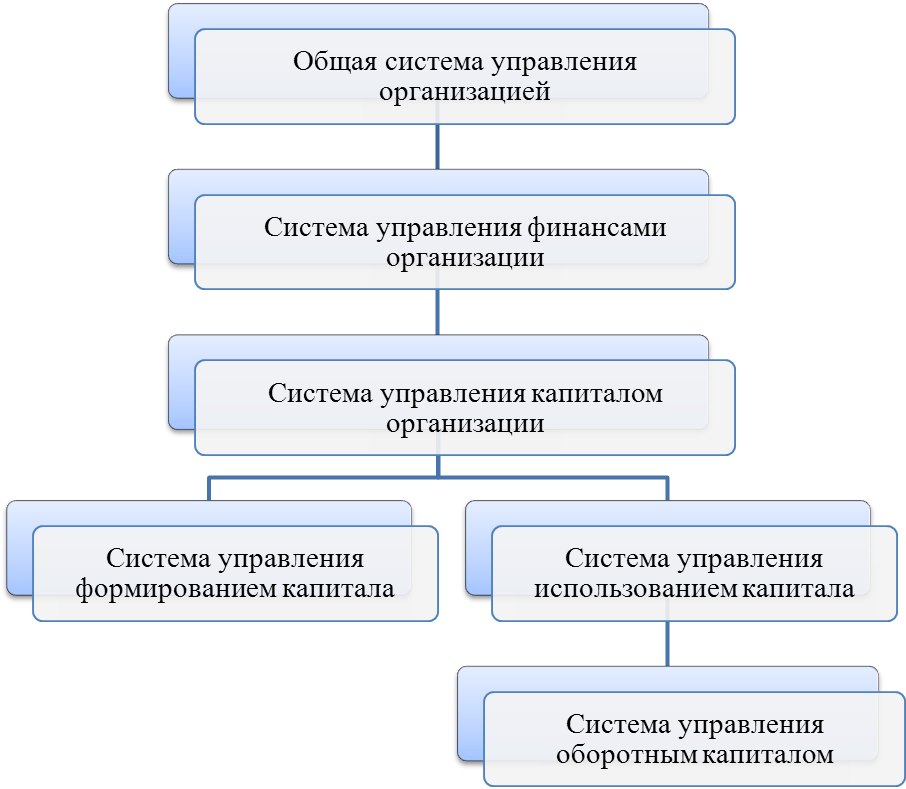 Общая система управления
организацией
Система управления финансами
организации
Система управления капиталом
организации
Система управления
формированием капитала
Система управления
использованием капитала
Система управления
оборотным капиталом